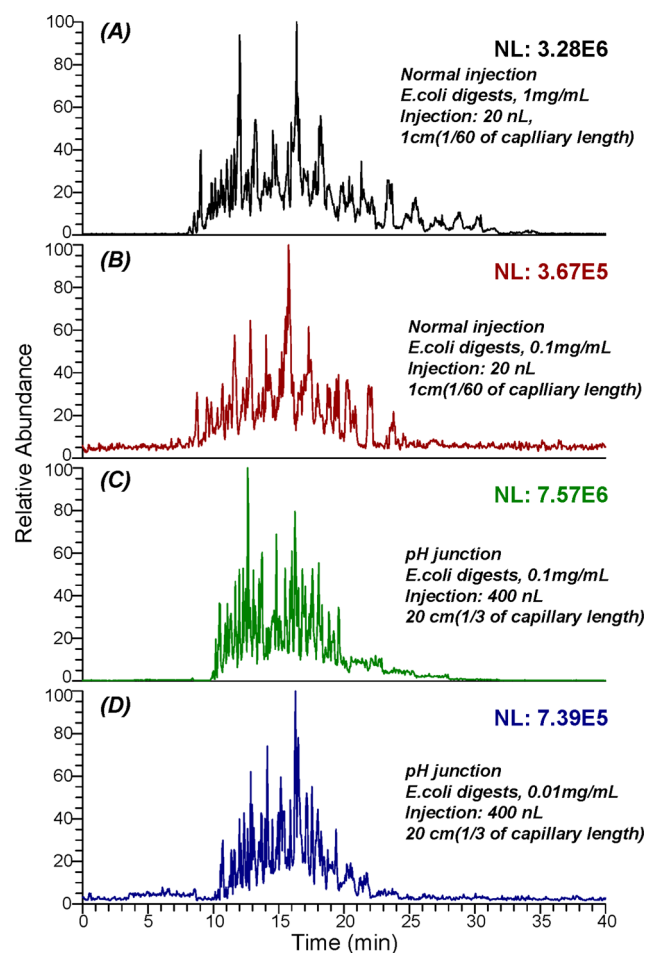 Relative Abundance
100
80
60
40
20
0
(A)
NL: 3.28E6
Normal injection
E.coli digests, 1mg/mL
Injection: 20 nL,
1cm(1/60 of caplliary length)
100
80
60
40
20
0
(B)
NL: 3.67E5
Normal injection
E.coli digests, 0.1mg/mL
Injection: 20 nL
1cm(1/60 of caplliary length)
100
80
60
40
20
0
(C)
NL: 7.57E6
pH junction
E.coli digests, 0.1mg/mL
Injection: 400 nL
20 cm(1/3 of capillary length)
100
80
60
40
20
0
(D)
NL: 7.39E5
pH junction
E.coli digests, 0.01mg/mL
Injection: 400 nL
20 cm(1/3 of capillary length)
0 5 10 15 20 25 30 35 40
Time (min)